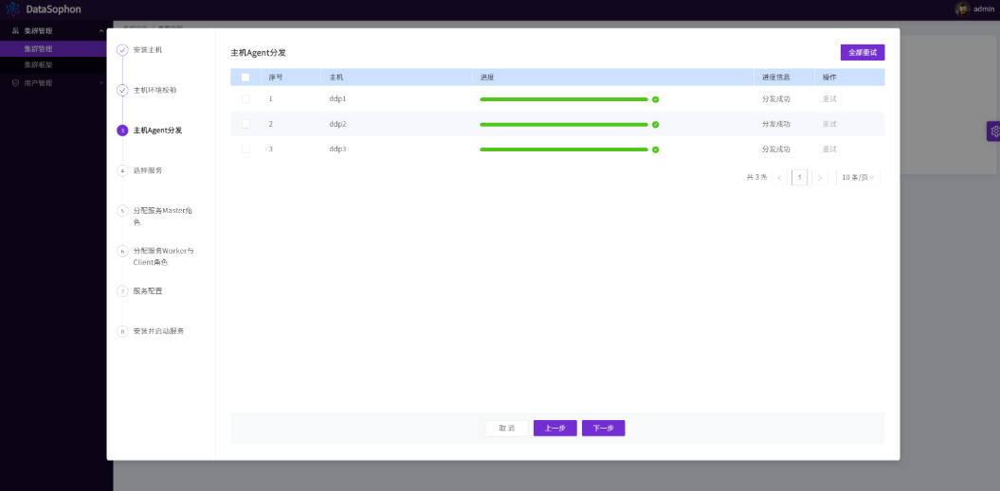 DataSophon
admin
集群管理
集群管理
集群框架
用户管理
1
安装主机
主机环境校验
3 主机Agent分发
4 选择服务
5 分配服务Master角
色
6 分配服务Worker与
Client角色
7 服务配置
8 安装并启动服务
主机Agent分发
全部重试
序号 主机 进度 进度信息 操作
1 ddp1 分发成功 重试
2 ddp2 分发成功 重试
3 ddp3 分发成功 重试
共 3 条 1 10 条/页
取 消 上一步 下一步